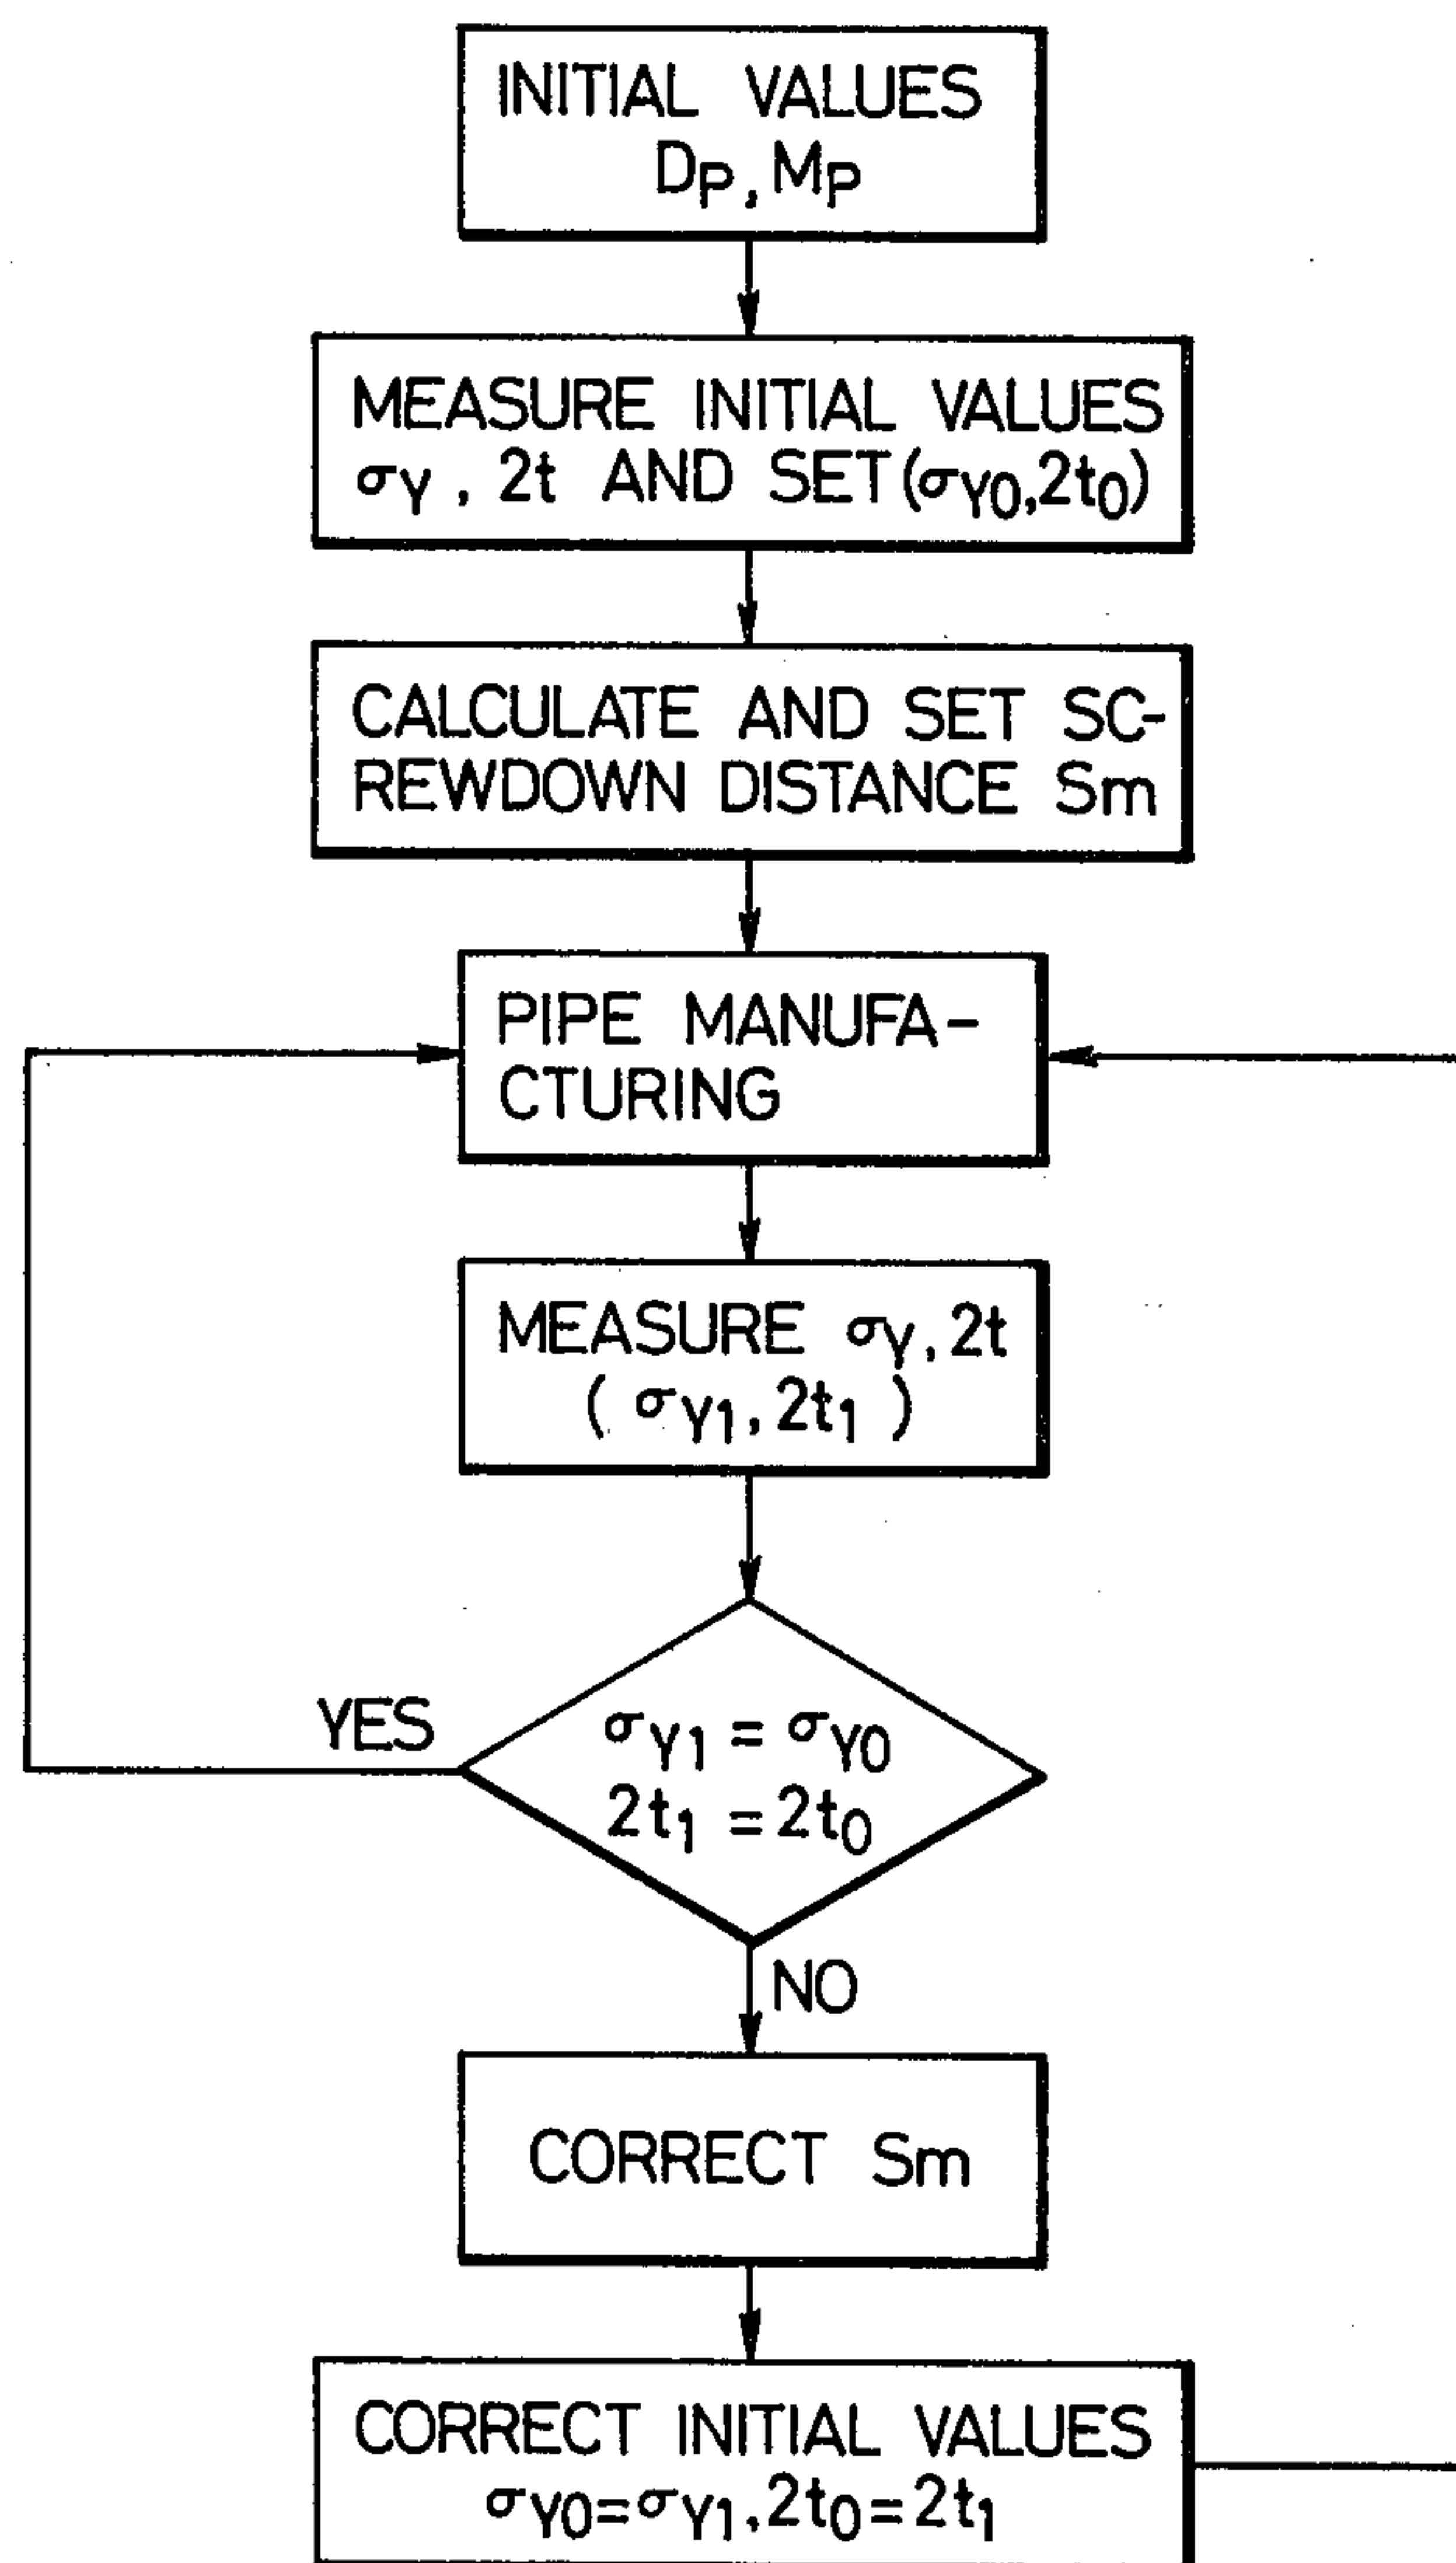 INITIAL VALUES
Dp, Mp
MEASURE INITIAL VALUES
σY, 2t AND SET (σY0, 2t0)
CALCULATE AND SET SC-
REWDOWN DISTANCE Sm
PIPE MANUFA-
CTURING
MEASURE σY, 2t
(σY1, 2t1)
YES
σY1 = σY0
2t1 = 2t0
NO
CORRECT Sm
CORRECT INITIAL VALUES
σY0=σY1, 2t0=2t1